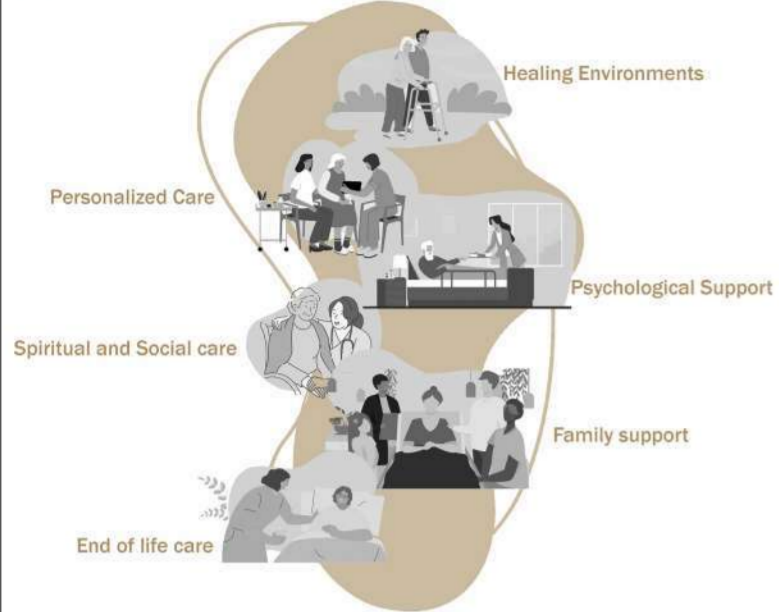 Healing Environments
Personalized Care
Psychological Support
Spiritual and Social care
Family support
End of life care